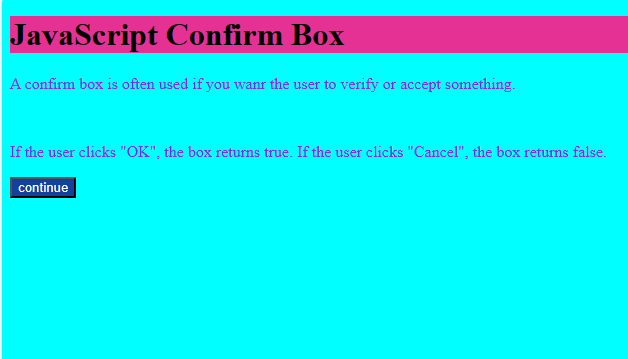 JavaScript Confirm Box
A confirm box is often used if you wanr the user to verify or accept something.
If the user clicks "OK", the box returns true. If the user clicks "Cancel", the box returns false.
continue